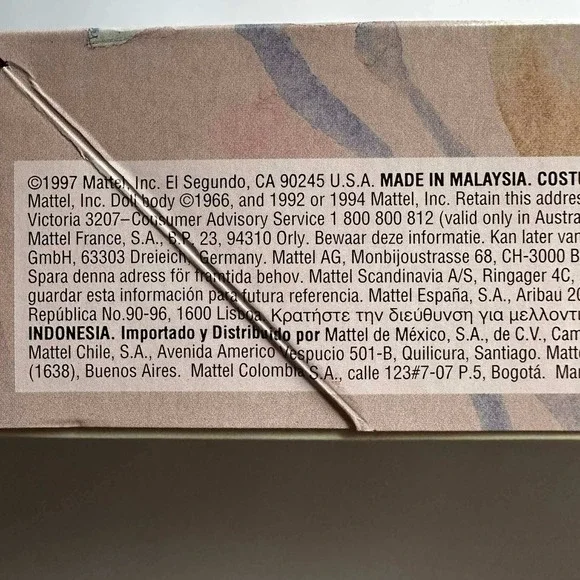 ©1997 Mattel, Inc. El Segundo, CA 90245 U.S.A. MADE IN MALAYSIA. COSTU
Mattel, Inc. Doll body ©1966, and 1992 or 1994 Mattel, Inc. Retain this addres
Victoria 3207–Consumer Advisory Service 1 800 800 812 (valid only in Austra
Mattel France, S.A., B.P. 23, 94310 Orly. Bewaar deze informatie. Kan later van
GmbH, 63303 Dreieich, Germany. Mattel AG, Monbijoustrasse 68, CH-3000 B
Spara denna adress för framtida behov. Mattel Scandinavia A/S, Ringager 4C,
guardar esta información para futura referencia. Mattel España, S.A., Aribau 20
República No.90-96, 1600 Lisboa. Κρατήστε την διεύθυνση για μελλοντι
INDONESIA. Importado y Distribuido por Mattel de México, S.A., de C.V., Cam
Mattel Chile, S.A., Avenida Americo Vespucio 501-B, Quilicura, Santiago. Matte
(1638), Buenos Aires. Mattel Colombia S.A., calle 123#7-07 P.5, Bogotá. Mar